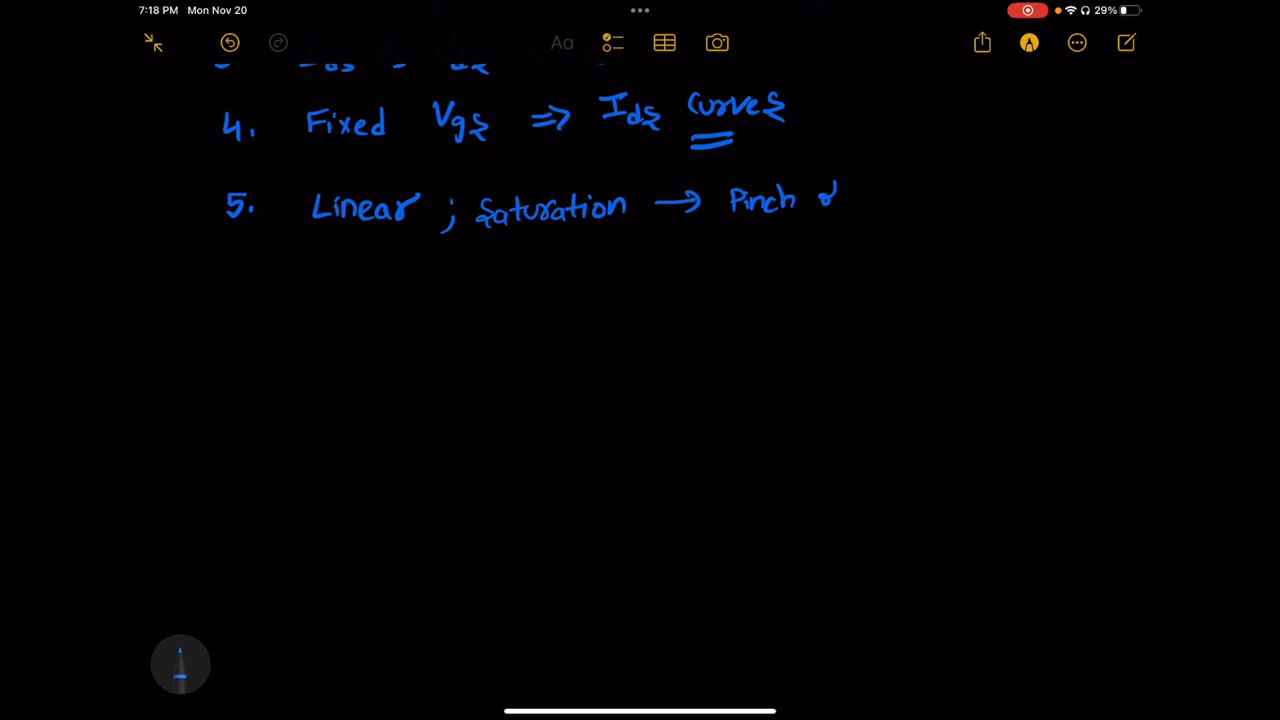 7:18 PM Mon Nov 20
29%
Aa
4. Fixed Vgs ⇒ Ids curves
5. Linear ; Saturation → Pinch